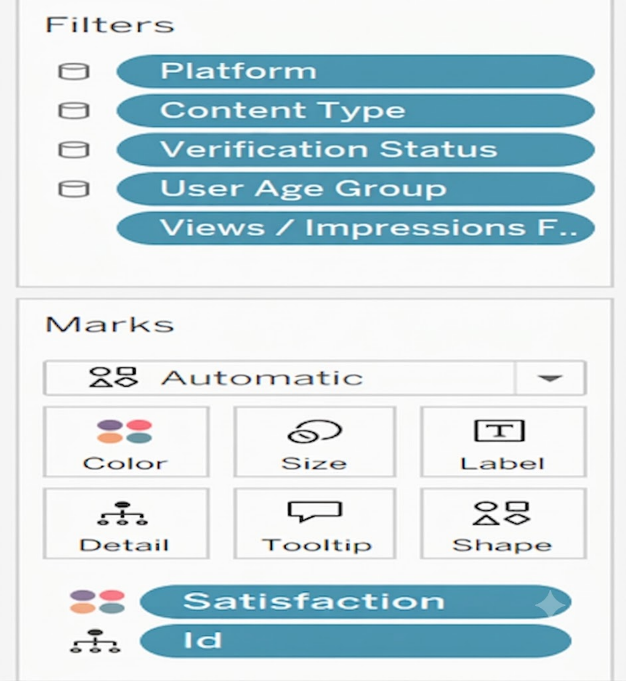 Filters
Platform
Content Type
Verification Status
User Age Group
Views / Impressions F..
Marks
Automatic
Color Size Label
T
Detail Tooltip Shape
Satisfaction
Id